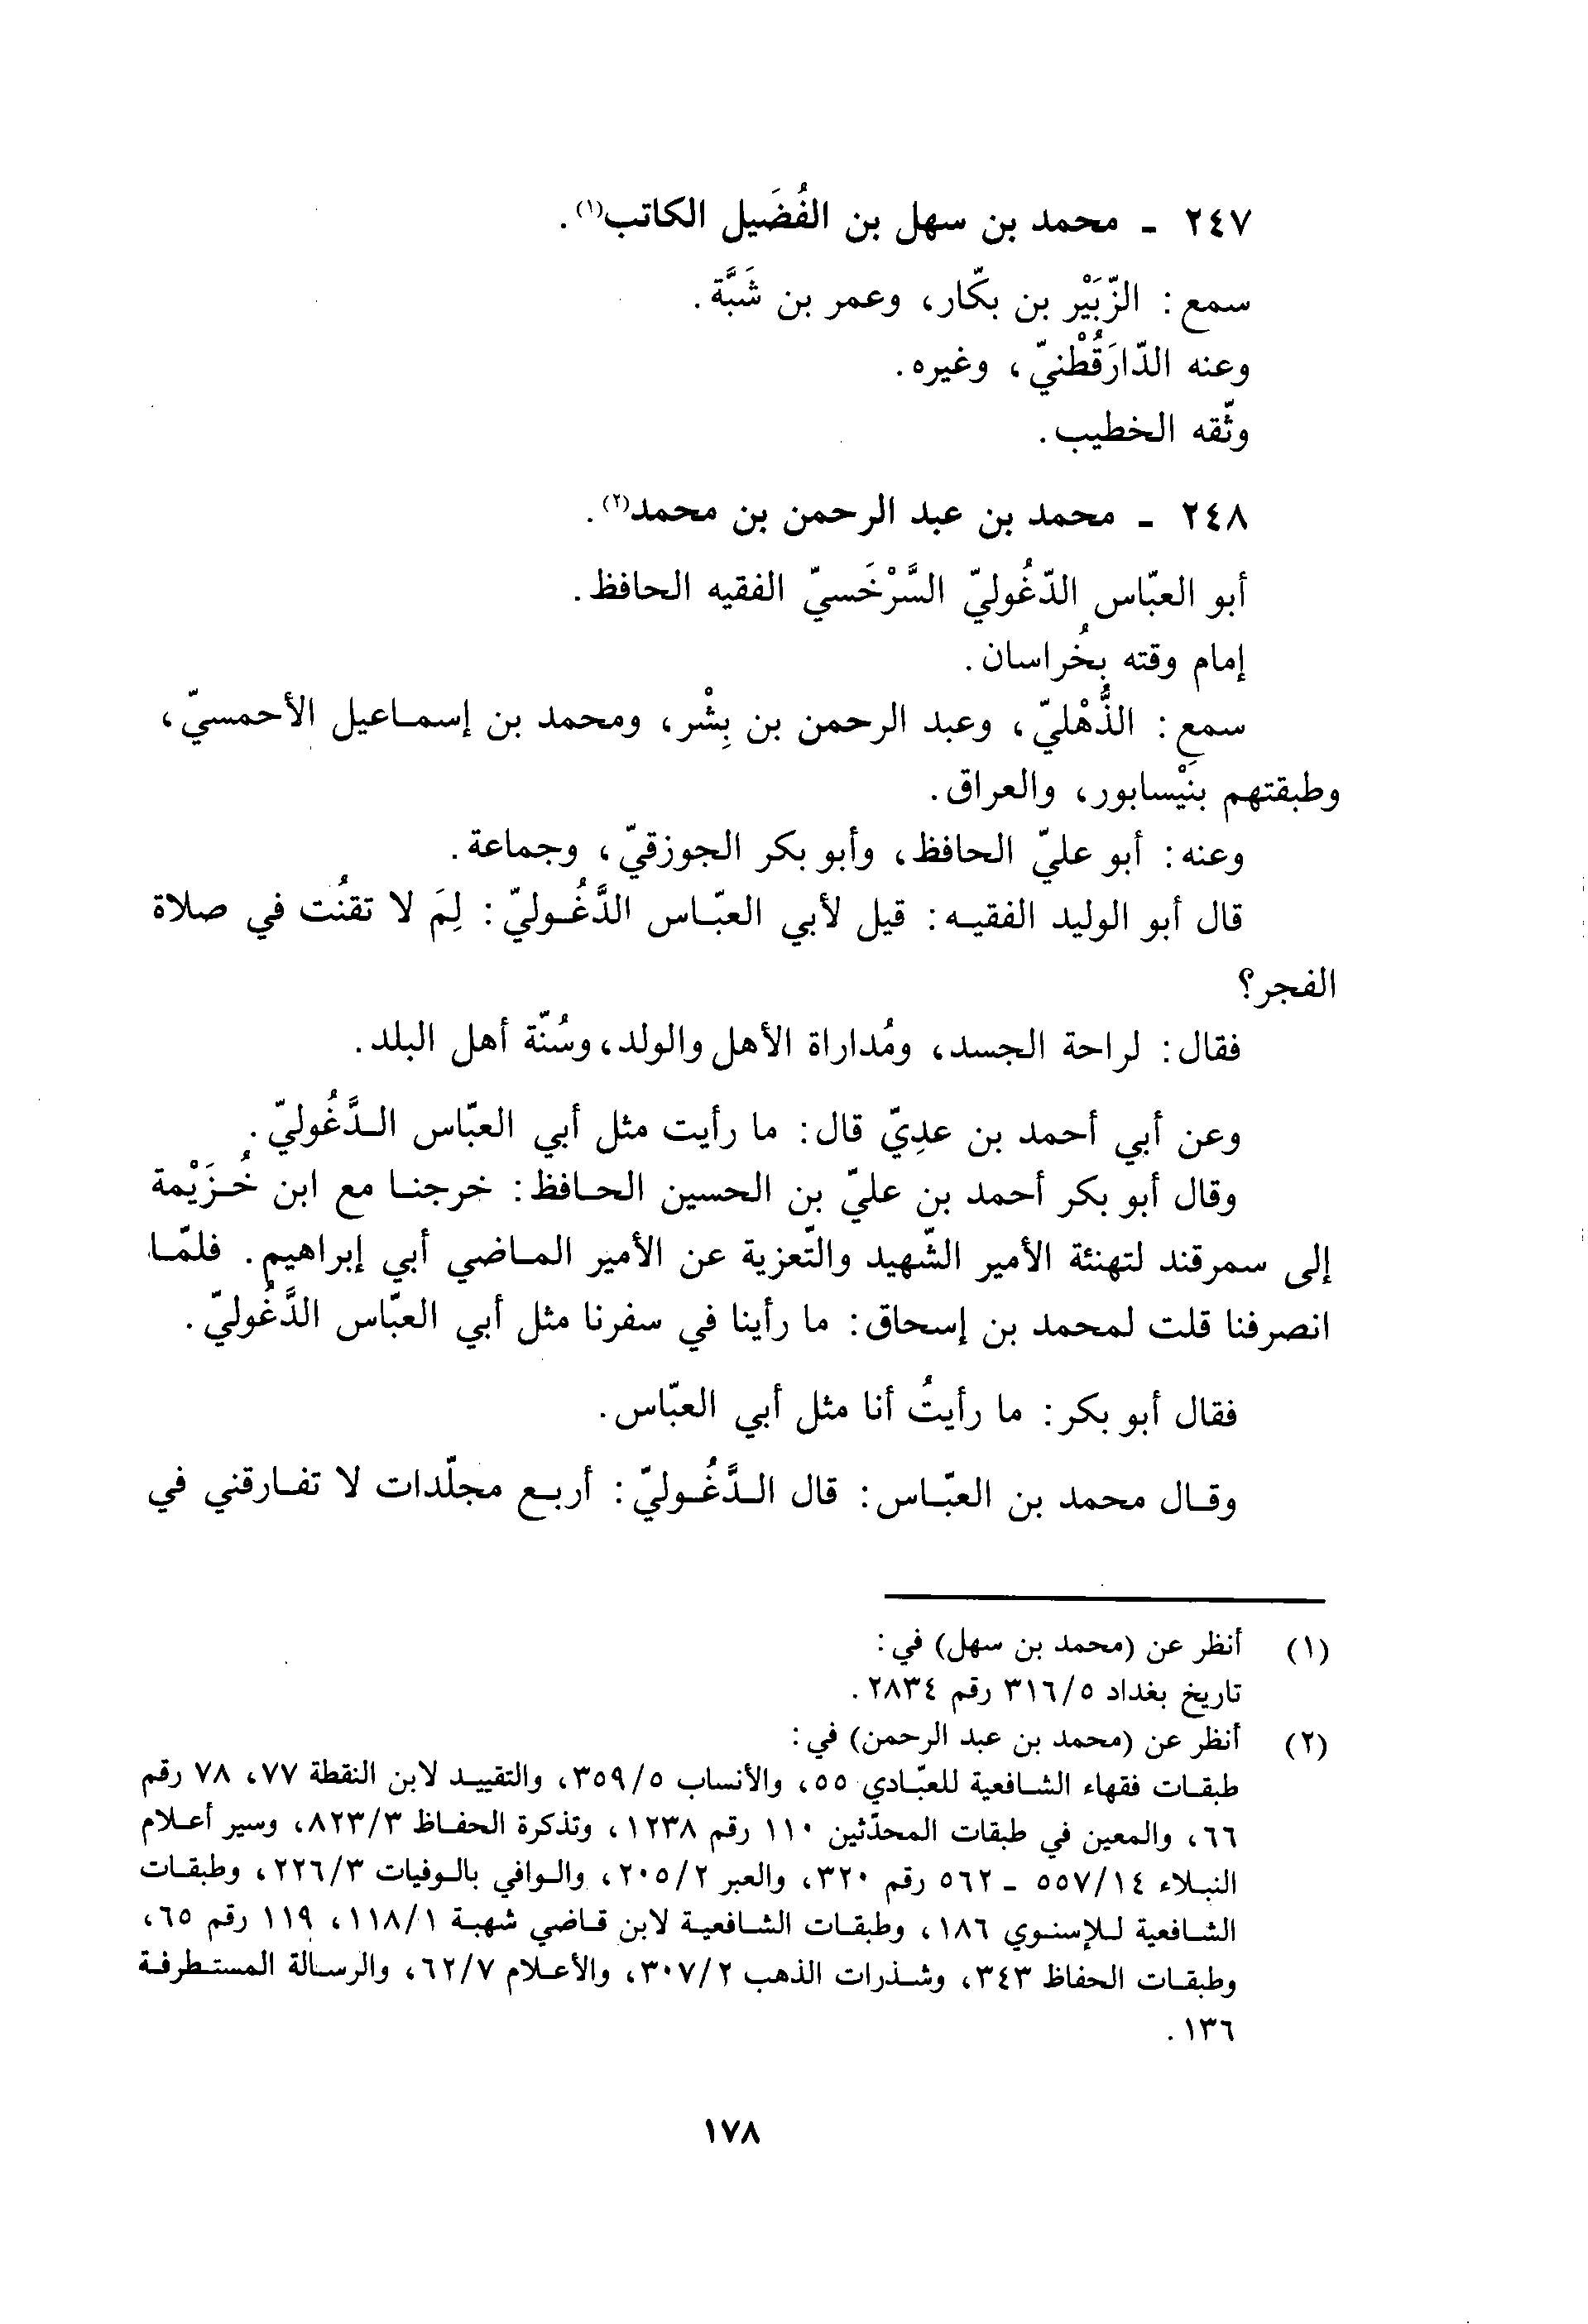 ٢٤٧ - محمد بن سهل بن الفُضَيل الكاتب(١).
سمع: الزّبَيْر بن بكّار، وعمر بن شَبَّة.
وعنه الدّارَقُطْنيّ، وغيره.
وثّقه الخطيب.
٢٤٨ - محمد بن عبد الرحمن بن محمد(٢).
أبو العبّاس الدّغُوليّ السَّرْخَسيّ الفقيه الحافظ.
إمام وقته بخُراسان.
سمع: الذُّهْليّ، وعبد الرحمن بن بِشْر، ومحمد بن إسماعيل الأحمسيّ،
وطبقتهم بنَيْسابور، والعراق.
وعنه: أبو عليّ الحافظ، وأبو بكر الجوزقيّ، وجماعة.
قال أبو الوليد الفقيه: قيل لأبي العبّاس الدَّغُوليّ: لِمَ لا تقنُت في صلاة
الفجر؟
فقال: لراحة الجسد، ومُداراة الأهل والولد، وسُنّة أهل البلد.
وعن أبي أحمد بن عدِيّ قال: ما رأيت مثل أبي العبّاس الدَّغُوليّ.
وقال أبو بكر أحمد بن عليّ بن الحسين الحافظ: خرجنا مع ابن خُزَيْمة
إلى سمرقند لتهنئة الأمير الشّهيد والتّعزية عن الأمير الماضي أبي إبراهيم. فلمّا
انصرفنا قلت لمحمد بن إسحاق: ما رأينا في سفرنا مثل أبي العبّاس الدَّغُوليّ.
فقال أبو بكر: ما رأيتُ أنا مثل أبي العبّاس.
وقال محمد بن العبّاس: قال الدَّغُوليّ: أربع مجلّدات لا تفارقني في
(١) أنظر عن (محمد بن سهل) في:
تاريخ بغداد ٣١٦/٥ رقم ٢٨٣٤.
(٢) أنظر عن (محمد بن عبد الرحمن) في:
طبقات فقهاء الشافعية للعبّادي ٥٥، والأنساب ٣٥٩/٥، والتقييد لابن النقطة ٧٧، ٧٨ رقم
٦٦، والمعين في طبقات المحدّثين ١١٠ رقم ١٢٣٨، وتذكرة الحفاظ ٨٢٣/٣، وسير أعلام
النبلاء ٥٥٧/١٤ - ٥٦٢ رقم ٣٢٠، والعبر ٢٠٥/٢، والوافي بالوفيات ٢٢٦/٣، وطبقات
الشافعية للإسنوي ١٨٦، وطبقات الشافعية لابن قاضي شهبة ١١٨/١، ١١٩ رقم ٦٥،
وطبقات الحفاظ ٣٤٣، وشذرات الذهب ٣٠٧/٢، والأعلام ٦٢/٧، والرسالة المستطرفة
١٣٦.
١٧٨